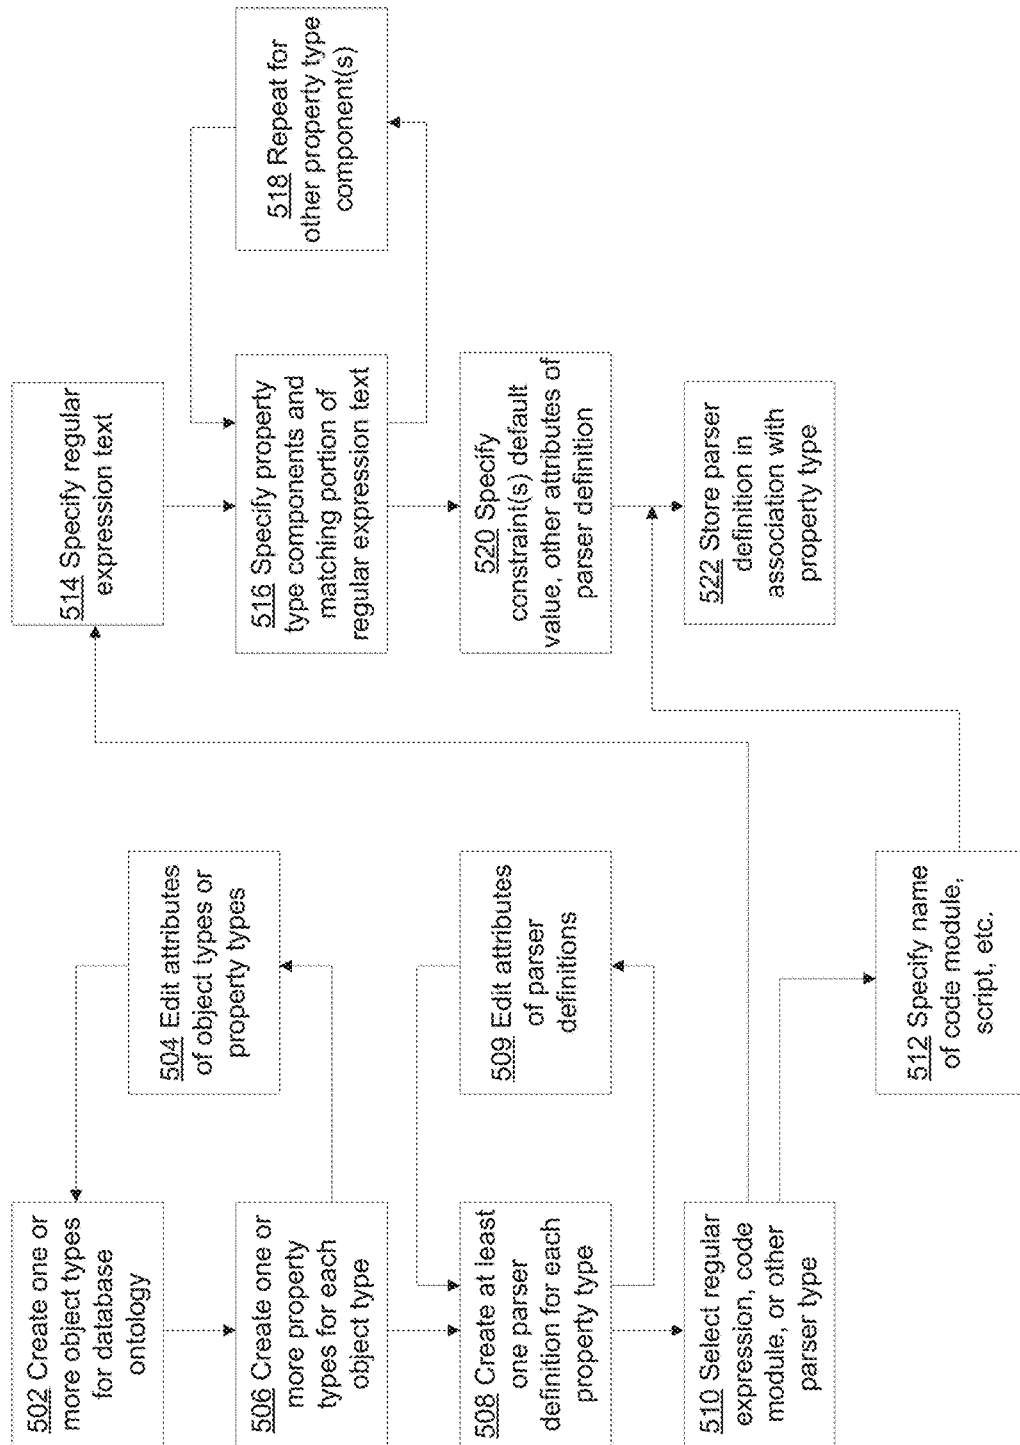 502 Create one or
more object types
for database
ontology
504 Edit attributes
of object types or
property types
506 Create one or
more property
types for each
object type
508 Create at least
one parser
definition for each
property type
509 Edit attributes
of parser
definitions
510 Select regular
expression, code
module, or other
parser type
512 Specify name
of code module,
script, etc.
514 Specify regular
expression text
516 Specify property
type components and
matching portion of
regular expression text
518 Repeat for
other property type
component(s)
520 Specify
constraint(s) default
value, other attributes of
parser definition
522 Store parser
definition in
association with
property type